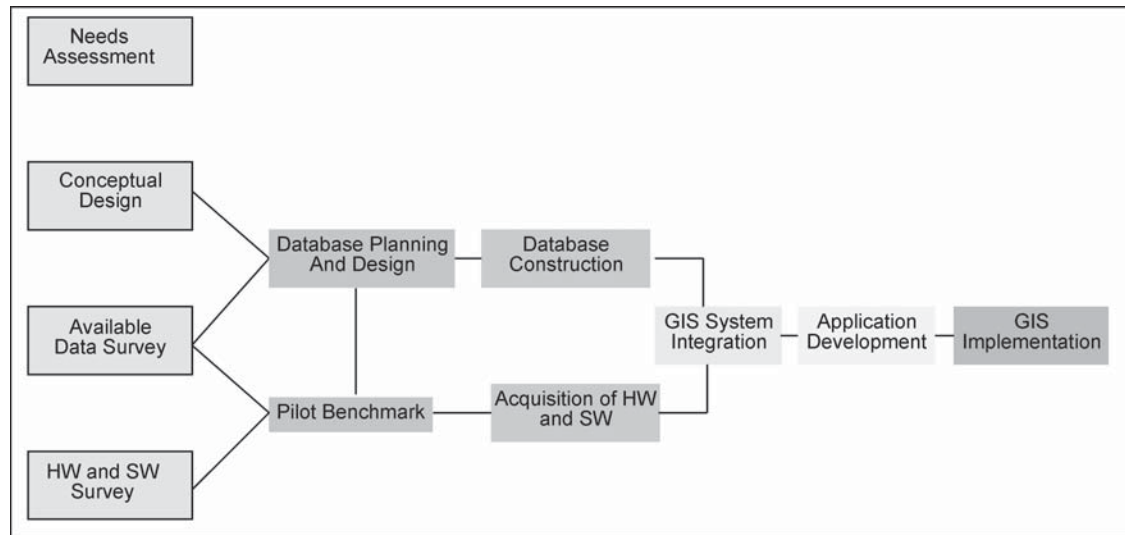 Needs
Assessment
Conceptual
Design
Available
Data Survey
HW and SW
Survey
Database Planning
And Design
Pilot Benchmark
Database
Construction
Acquisition of HW
and SW
GIS System
Integration
Application
Development
GIS
Implementation